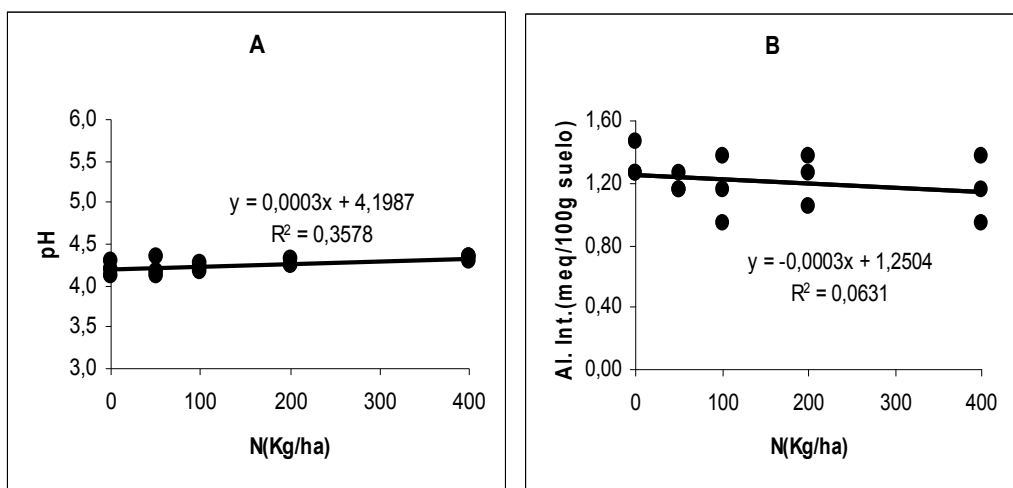 A
6,0
5,5
5,0
4,5
4,0
3,5
3,0
pH
y = 0,0003x + 4,1987
R² = 0,3578
0 100 200 300 400
N(Kg/ha)
B
1,60
1,20
0,80
0,40
0,00
Al. Int.(meq/100g suelo)
y = -0,0003x + 1,2504
R² = 0,0631
0 100 200 300 400
N(Kg/ha)